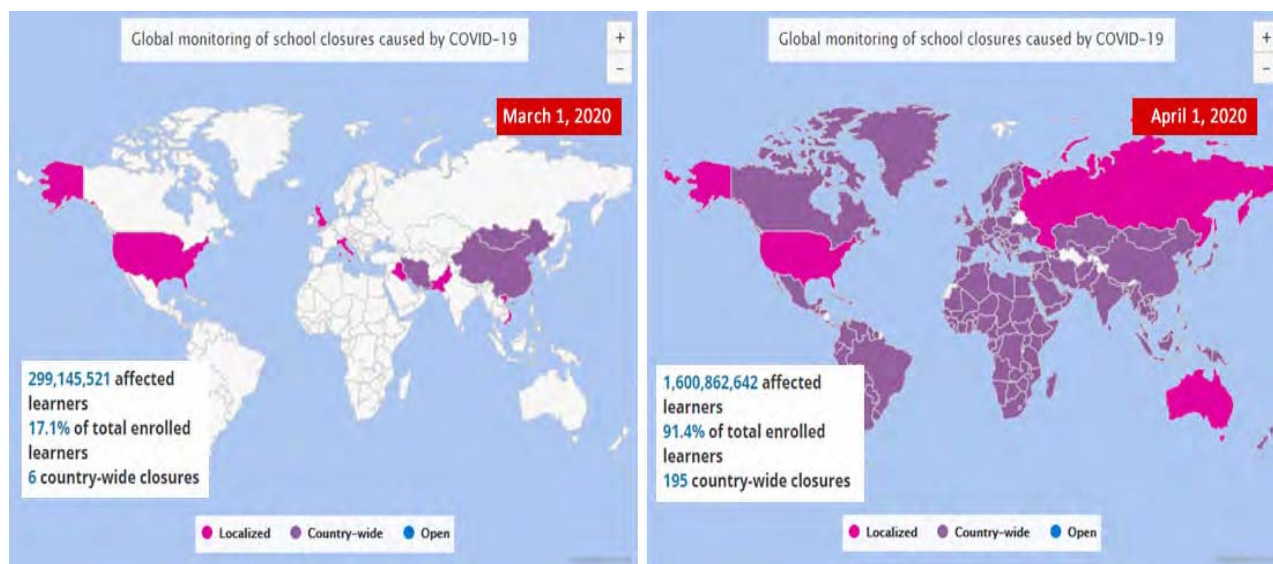 Global monitoring of school closures caused by COVID-19
+
−
March 1, 2020
299,145,521 affected
learners
17.1% of total enrolled
learners
6 country-wide closures
Localized Country-wide Open
Global monitoring of school closures caused by COVID-19
+
−
April 1, 2020
1,600,862,642 affected
learners
91.4% of total enrolled
learners
195 country-wide closures
Localized Country-wide Open